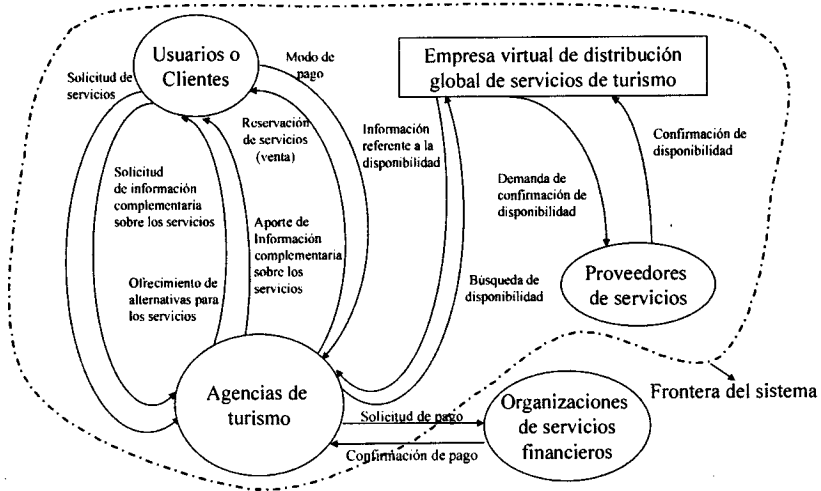 Usuarios o
Clientes
Modo de
pago
Empresa virtual de distribución
global de servicios de turismo
Solicitud de
servicios
Reservación
de servicios
(venta)
Información
referente a la
disponibilidad
Confirmación de
disponibilidad
Solicitud
de información
complementaria
sobre los servicios
Demanda de
confirmación de
disponibilidad
Aporte de
Información
complementaria
sobre los
servicios
Ofrecimiento de
alternativas para
los servicios
Búsqueda de
disponibilidad
Proveedores
de servicios
Agencias de
turismo
Frontera del sistema
Solicitud de pago
Organizaciones
de servicios
financieros
Confirmación de pago